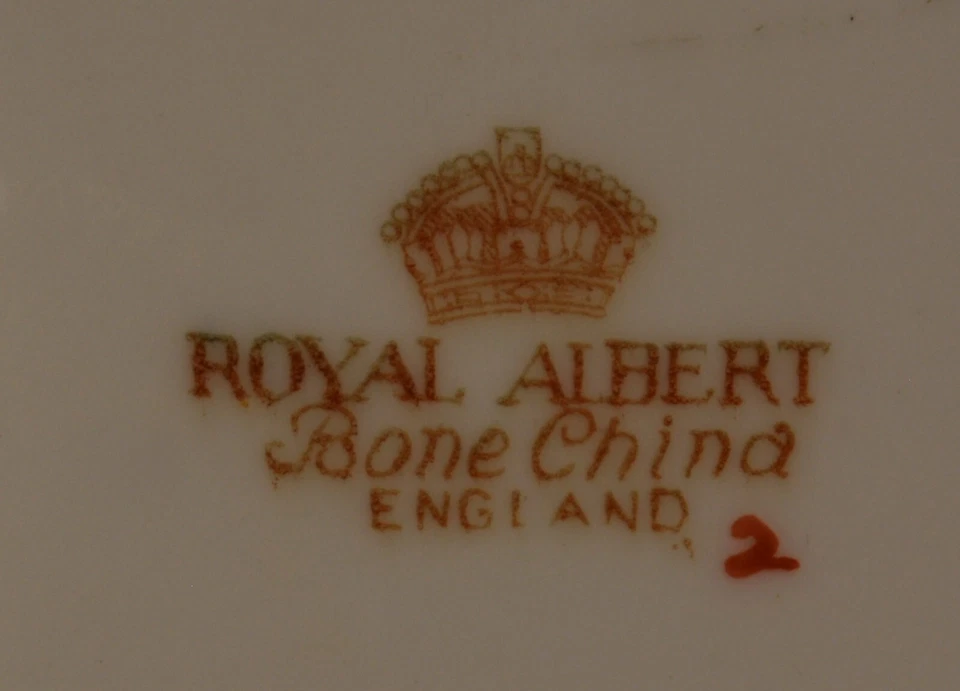 ROYAL ALBERT
Bone China
ENGLAND
2